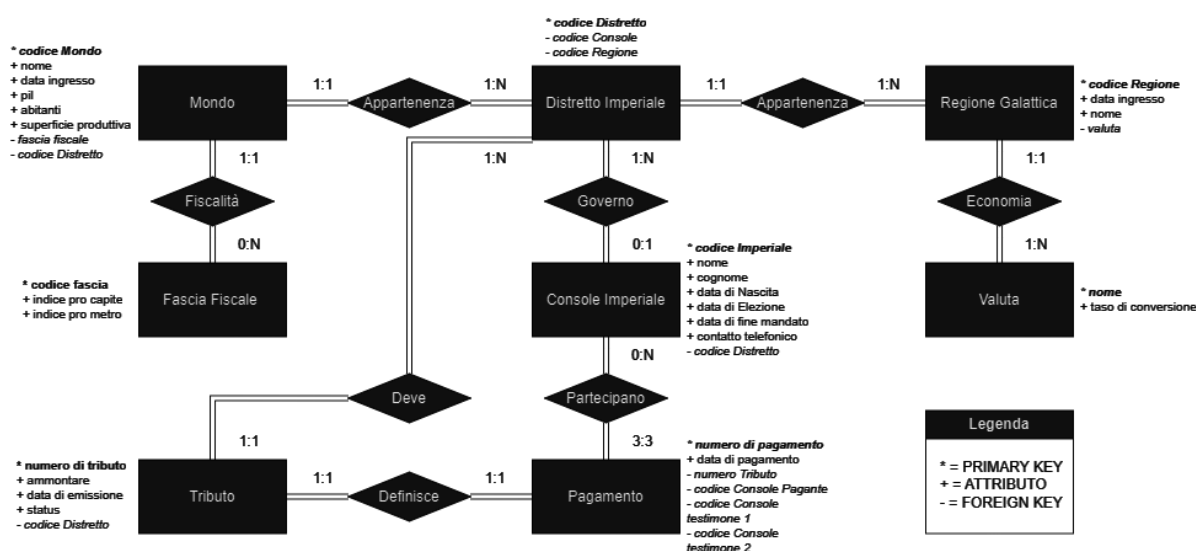 * codice Distretto
- codice Console
- codice Regione
* codice Mondo
+ nome
+ data ingresso
+ pil
+ abitanti
+ superficie produttiva
- fascia fiscale
- codice Distretto
Mondo
1:1
Appartenenza
1:N
Distretto Imperiale
1:1
Appartenenza
1:N
Regione Galattica
* codice Regione
+ data ingresso
+ nome
- valuta
1:1
1:N
1:N
1:1
Fiscalità
Governo
Economia
0:N
0:1
1:N
* codice fascia
+ indice pro capite
+ indice pro metro
Fascia Fiscale
Console Imperiale
* codice Imperiale
+ nome
+ cognome
+ data di Nascita
+ data di Elezione
+ data di fine mandato
+ contatto telefonico
- codice Distretto
Valuta
* nome
+ taso di conversione
0:N
Deve
Partecipano
1:1
3:3
* numero di tributo
+ ammontare
+ data di emissione
+ status
- codice Distretto
Tributo
1:1
Definisce
1:1
Pagamento
* numero di pagamento
+ data di pagamento
- numero Tributo
- codice Console Pagante
- codice Console
testimone 1
- codice Console
testimone 2
Legenda
* = PRIMARY KEY
+ = ATTRIBUTO
- = FOREIGN KEY